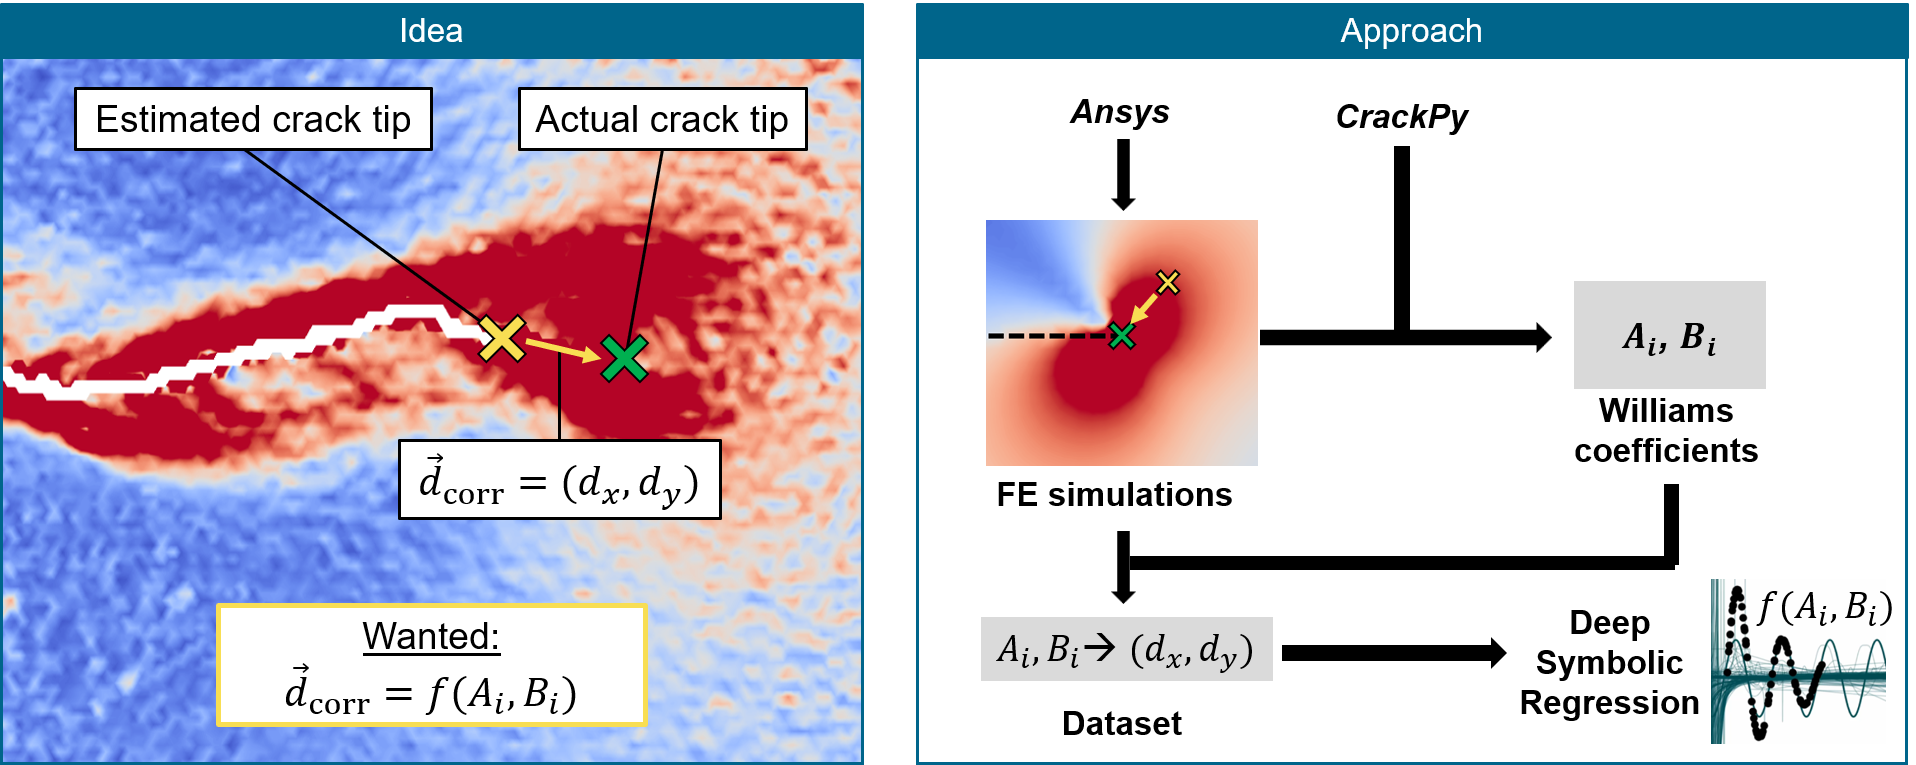 Idea
Estimated crack tip
Actual crack tip
$\vec{d}_{\text{corr}} = (d_x, d_y)$
Wanted:
$\vec{d}_{\text{corr}} = f(A_i, B_i)$
Approach
Ansys
CrackPy
FE simulations
$A_i, B_i$
Williams
coefficients
$A_i, B_i \rightarrow (d_x, d_y)$
Dataset
Deep
Symbolic
Regression
$f(A_i, B_i)$